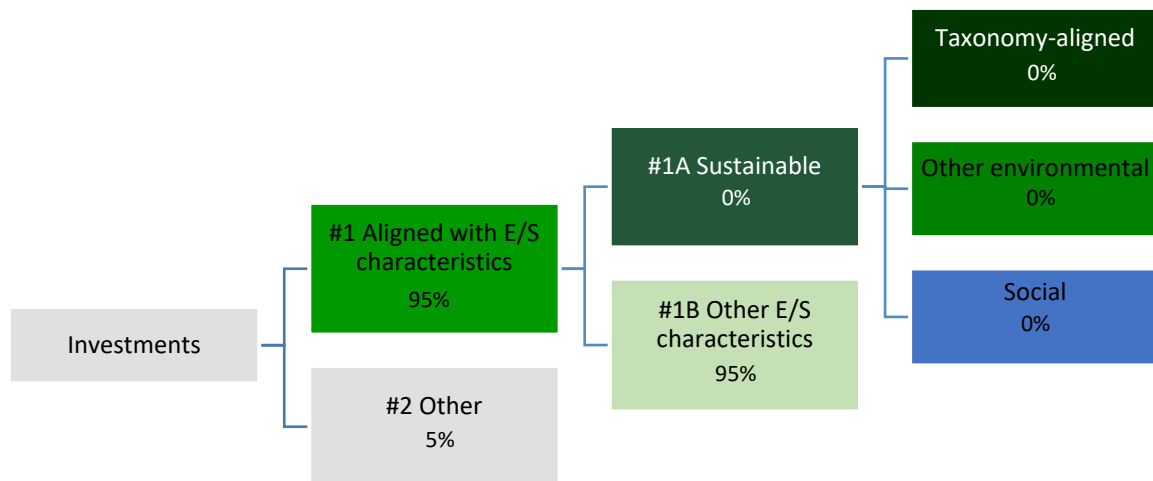 Investments
#1 Aligned with E/S
characteristics
95%
#2 Other
5%
#1A Sustainable
0%
#1B Other E/S
characteristics
95%
Taxonomy-aligned
0%
Other environmental
0%
Social
0%